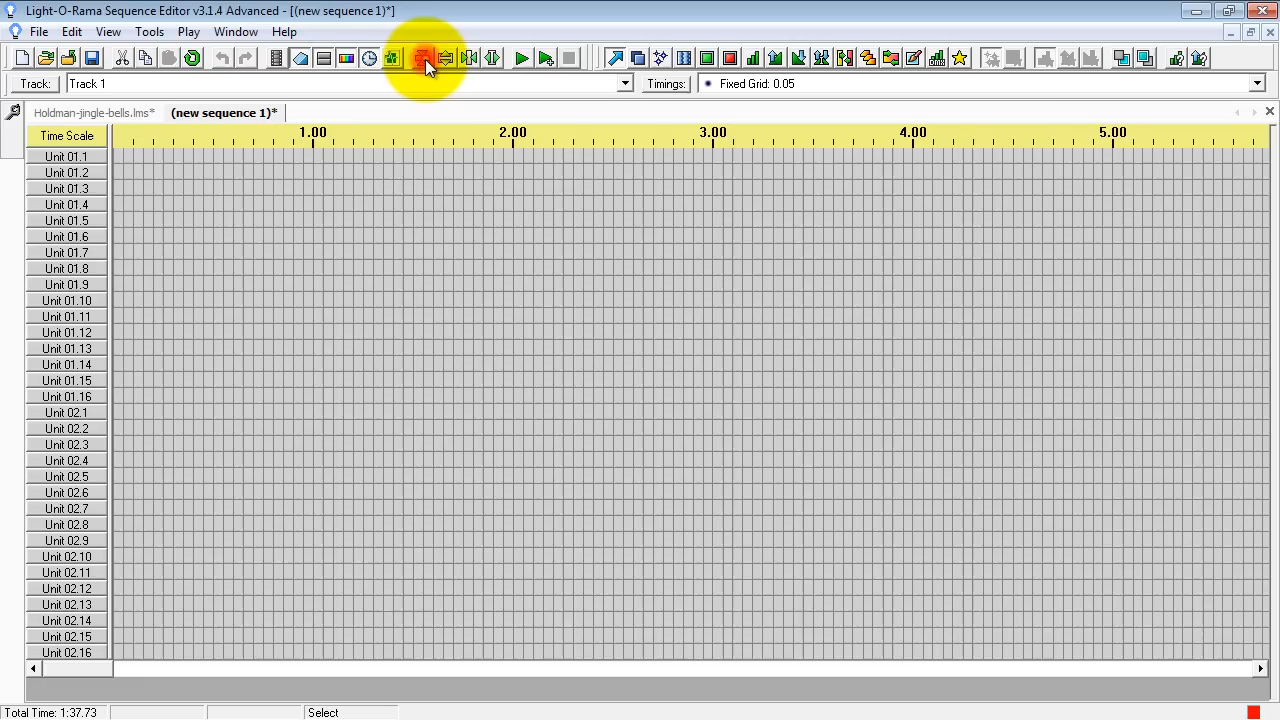 Light-O-Rama Sequence Editor v3.1.4 Advanced - [(new sequence 1)*]
File Edit View Tools Play Window Help
Track: Track 1 Timings: Fixed Grid: 0.05
Holdman-jingle-bells.lms* (new sequence 1)*
Time Scale 1.00 2.00 3.00 4.00 5.00
Unit 01.1
Unit 01.2
Unit 01.3
Unit 01.4
Unit 01.5
Unit 01.6
Unit 01.7
Unit 01.8
Unit 01.9
Unit 01.10
Unit 01.11
Unit 01.12
Unit 01.13
Unit 01.14
Unit 01.15
Unit 01.16
Unit 02.1
Unit 02.2
Unit 02.3
Unit 02.4
Unit 02.5
Unit 02.6
Unit 02.7
Unit 02.8
Unit 02.9
Unit 02.10
Unit 02.11
Unit 02.12
Unit 02.13
Unit 02.14
Unit 02.15
Unit 02.16
Total Time: 1:37.73 Select